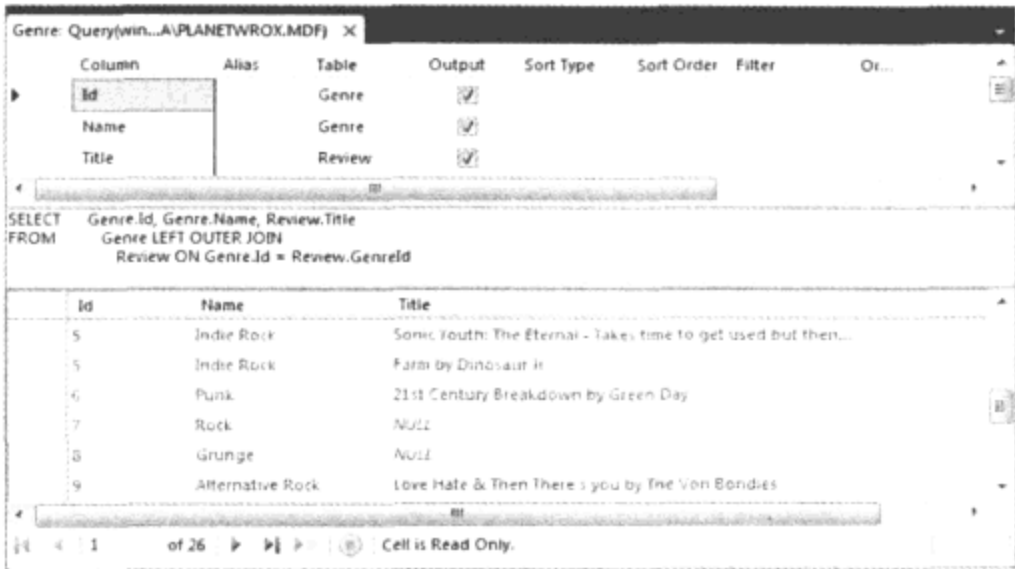 Genre: Query(win...A\PLANETWROX.MDF) ×
Column Alias Table Output Sort Type Sort Order Filter Or...
Id Genre
Name Genre
Title Review
SELECT Genre.Id, Genre.Name, Review.Title
FROM Genre LEFT OUTER JOIN
Review ON Genre.Id = Review.GenreId
Id Name Title
5 Indie Rock Sonic Youth: The Eternal - Takes time to get used but then...
5 Indie Rock Farm by Dinosaur Jr
6 Punk 21st Century Breakdown by Green Day
7 Rock NULL
8 Grunge NULL
9 Alternative Rock Love Hate & Then There s you by The Von Bondies
1 of 26 Cell is Read Only.